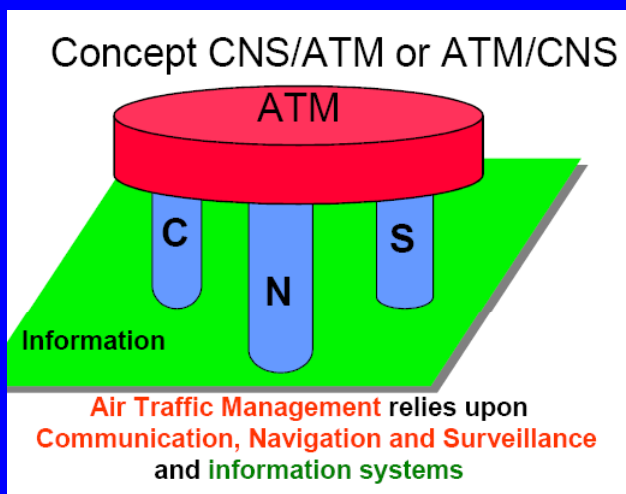 Concept CNS/ATM or ATM/CNS
ATM
C
S
N
Information
Air Traffic Management relies upon
Communication, Navigation and Surveillance
and information systems